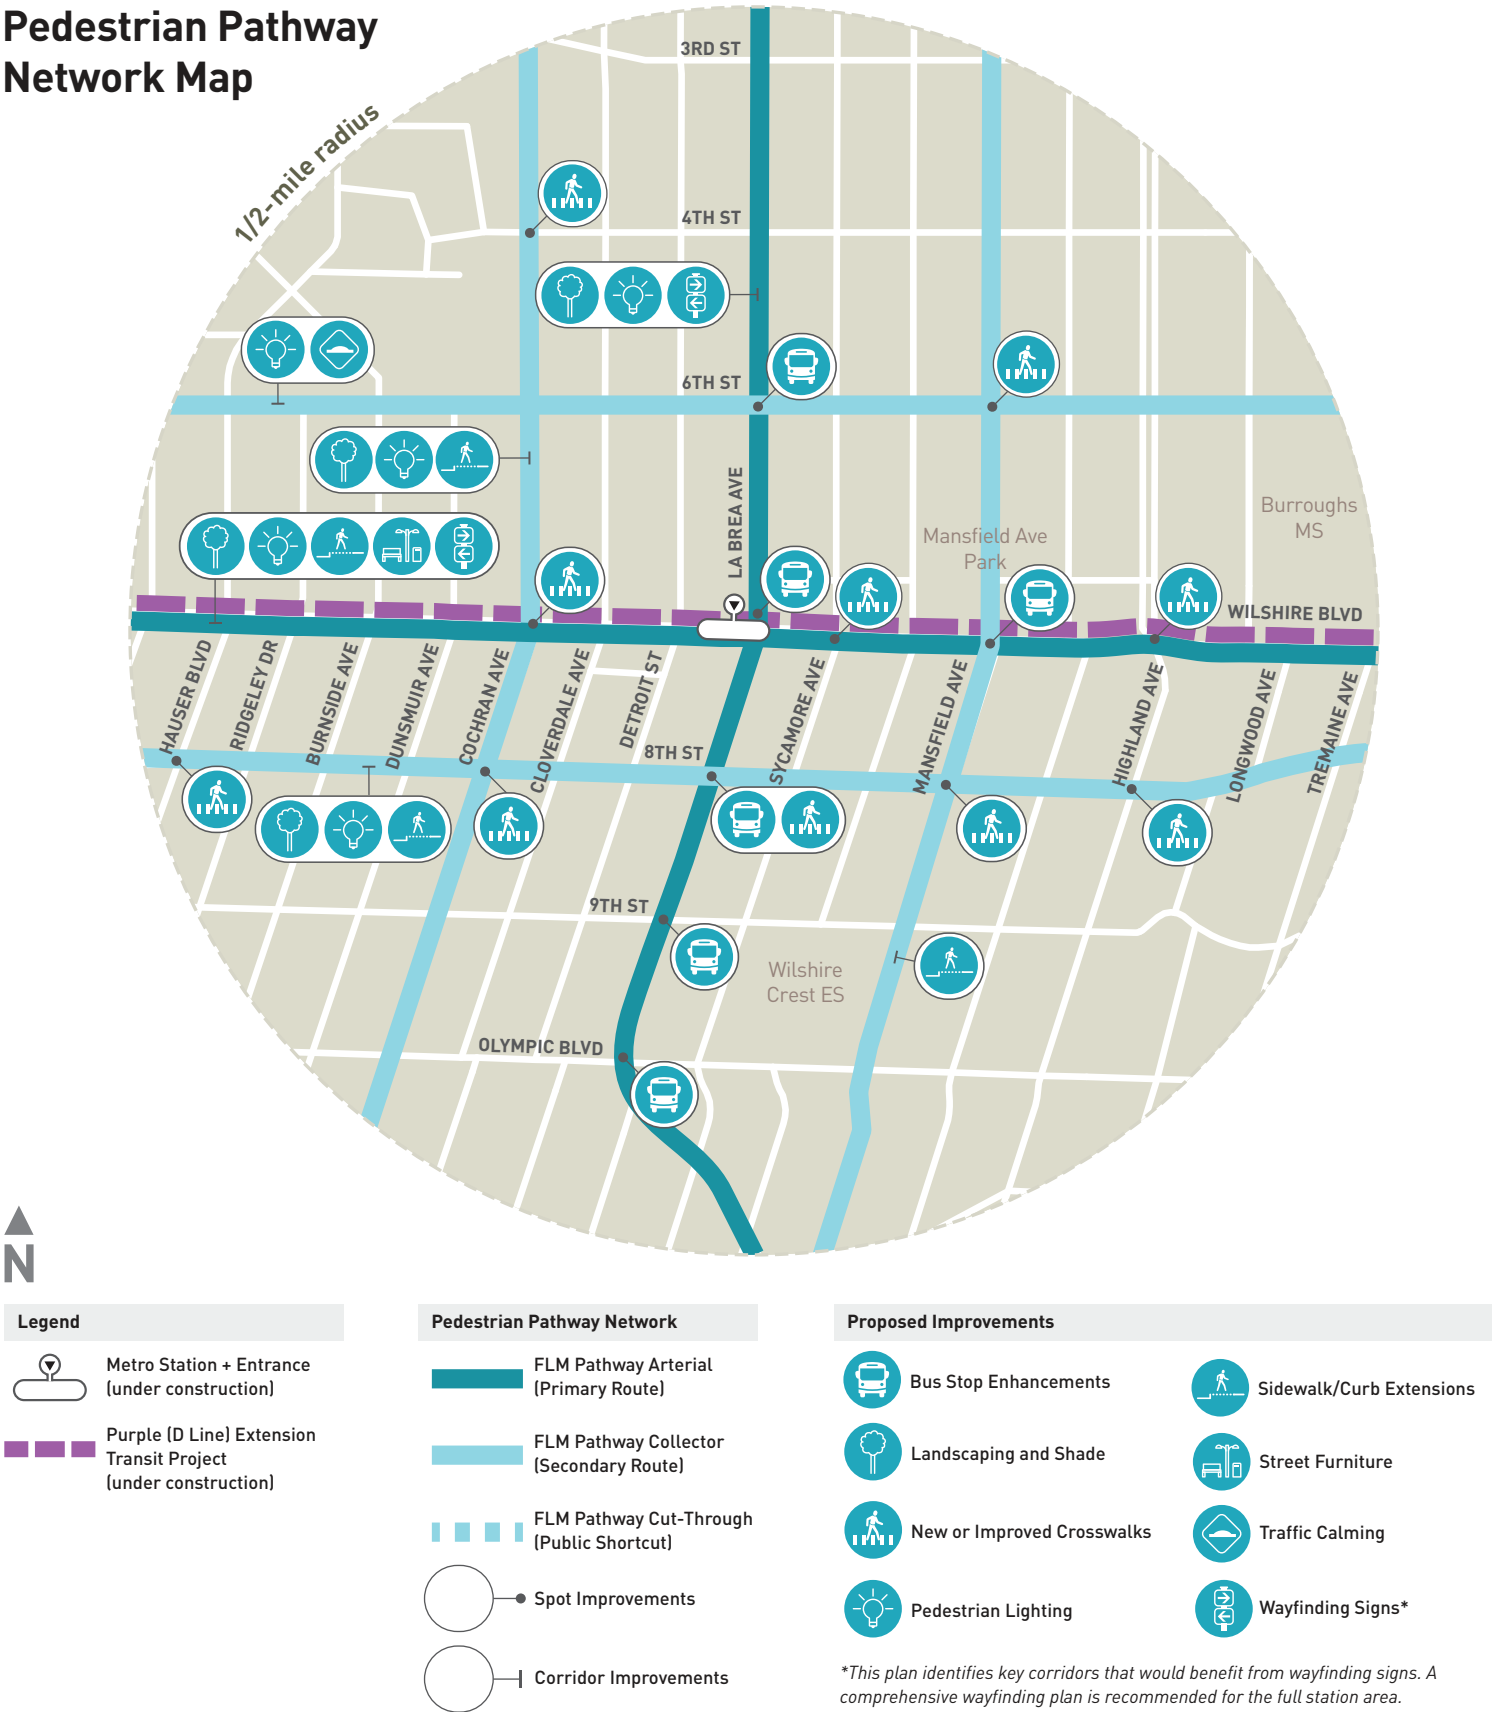 Pedestrian Pathway
Network Map
1/2-mile radius
3RD ST
4TH ST
6TH ST
LA BREA AVE
Burroughs
MS
Mansfield Ave
Park
WILSHIRE BLVD
HAUSER BLVD
RIDGELEY DR
BURNSIDE AVE
DUNSMUIR AVE
COCHRAN AVE
CLOVERDALE AVE
DETROIT ST
SYCAMORE AVE
MANSFIELD AVE
HIGHLAND AVE
LONGWOOD AVE
TREMAINE AVE
8TH ST
9TH ST
Wilshire
Crest ES
OLYMPIC BLVD
N
Legend
Metro Station + Entrance
(under construction)
Purple (D Line) Extension
Transit Project
(under construction)
Pedestrian Pathway Network
FLM Pathway Arterial
(Primary Route)
FLM Pathway Collector
(Secondary Route)
FLM Pathway Cut-Through
(Public Shortcut)
Spot Improvements
Corridor Improvements
Proposed Improvements
Bus Stop Enhancements
Landscaping and Shade
New or Improved Crosswalks
Pedestrian Lighting
Sidewalk/Curb Extensions
Street Furniture
Traffic Calming
Wayfinding Signs*
*This plan identifies key corridors that would benefit from wayfinding signs. A
comprehensive wayfinding plan is recommended for the full station area.